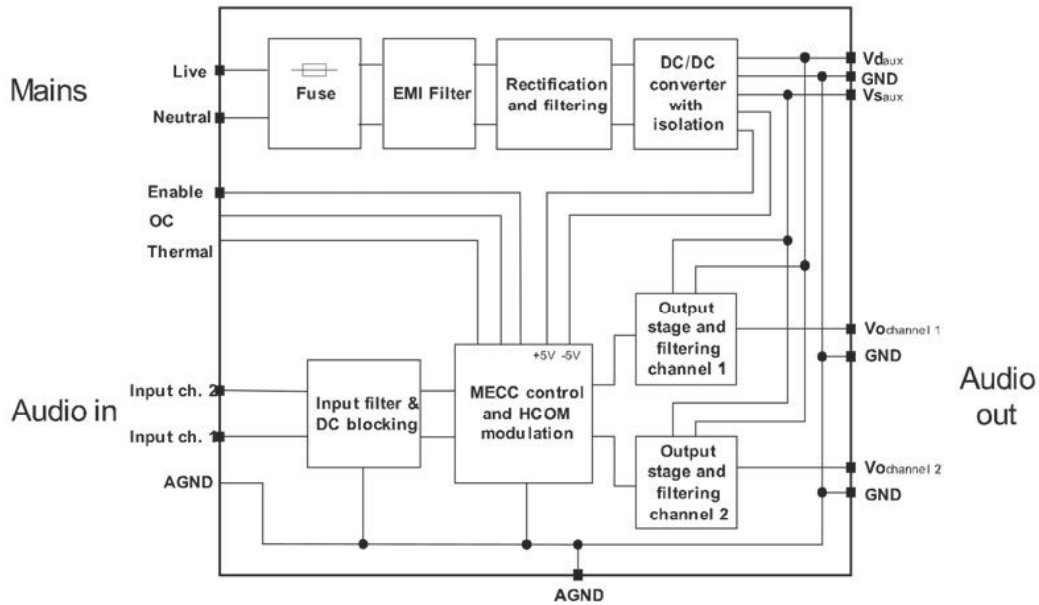 Mains
Live
Neutral
Fuse
EMI Filter
Rectification
and filtering
DC/DC
converter
with
isolation
Vdaux
GND
Vsaux
Enable
OC
Thermal
+5V -5V
MECC control
and HCOM
modulation
Output
stage and
filtering
channel 1
Vochannel 1
GND
Audio in
Input ch. 2
Input ch. 1
AGND
Input filter &
DC blocking
Output
stage and
filtering
channel 2
Vochannel 2
GND
Audio
out
AGND